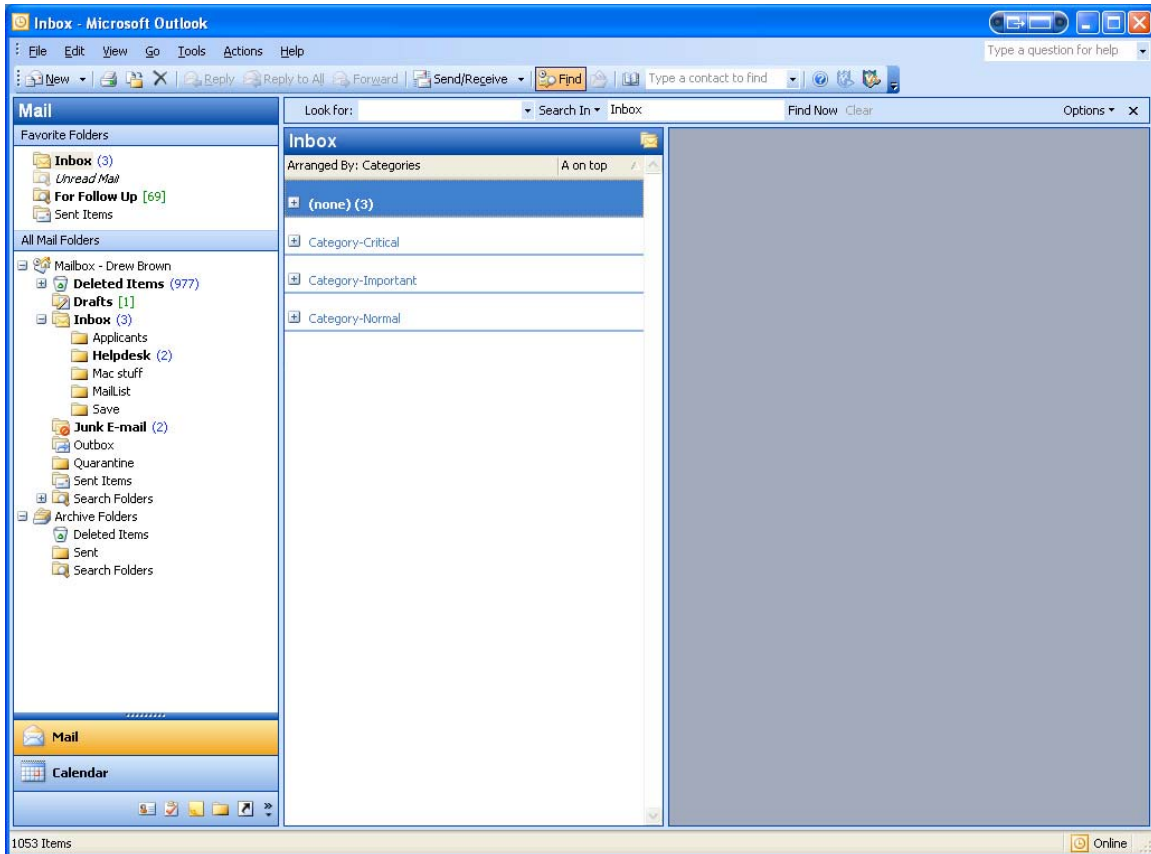 Inbox - Microsoft Outlook
File Edit View Go Tools Actions Help Type a question for help
New Reply Reply to All Forward Send/Receive Find Type a contact to find
Mail
Look for: Search In Inbox Find Now Clear Options X
Favorite Folders
Inbox (3)
Unread Mail
For Follow Up [69]
Sent Items
All Mail Folders
Mailbox - Drew Brown
Deleted Items (977)
Drafts [1]
Inbox (3)
Applicants
Helpdesk (2)
Mac stuff
MailList
Save
Junk E-mail (2)
Outbox
Quarantine
Sent Items
Search Folders
Archive Folders
Deleted Items
Sent
Search Folders
Mail
Calendar
Inbox
Arranged By: Categories A on top
(none) (3)
Category-Critical
Category-Important
Category-Normal
1053 Items Online